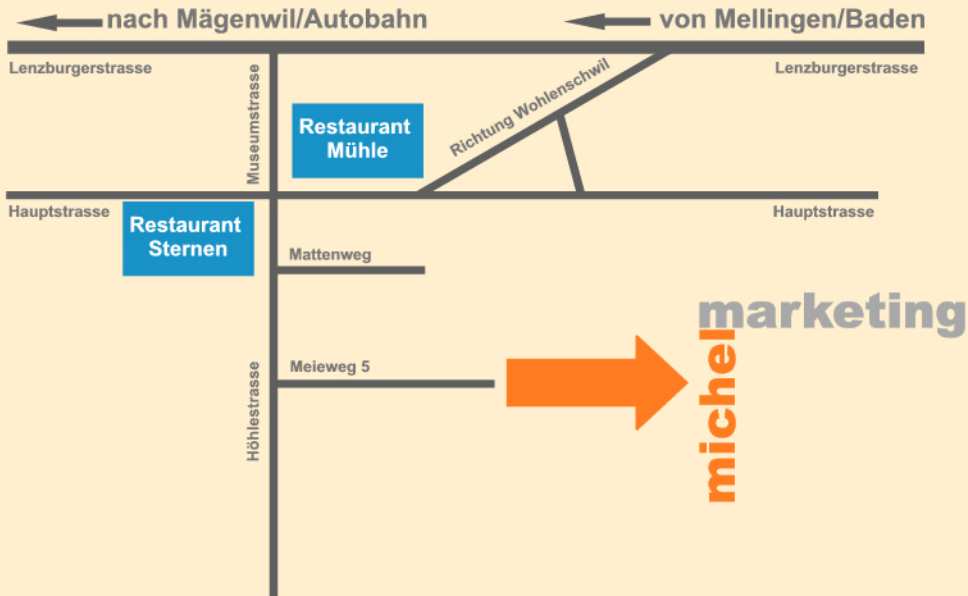 nach Mägenwil/Autobahn
von Mellingen/Baden
Lenzburgerstrasse
Lenzburgerstrasse
Museumstrasse
Richtung Wohlenschwil
Restaurant
Mühle
Hauptstrasse
Hauptstrasse
Restaurant
Sternen
Mattenweg
marketing
michel
Meieweg 5
Höhlestrasse